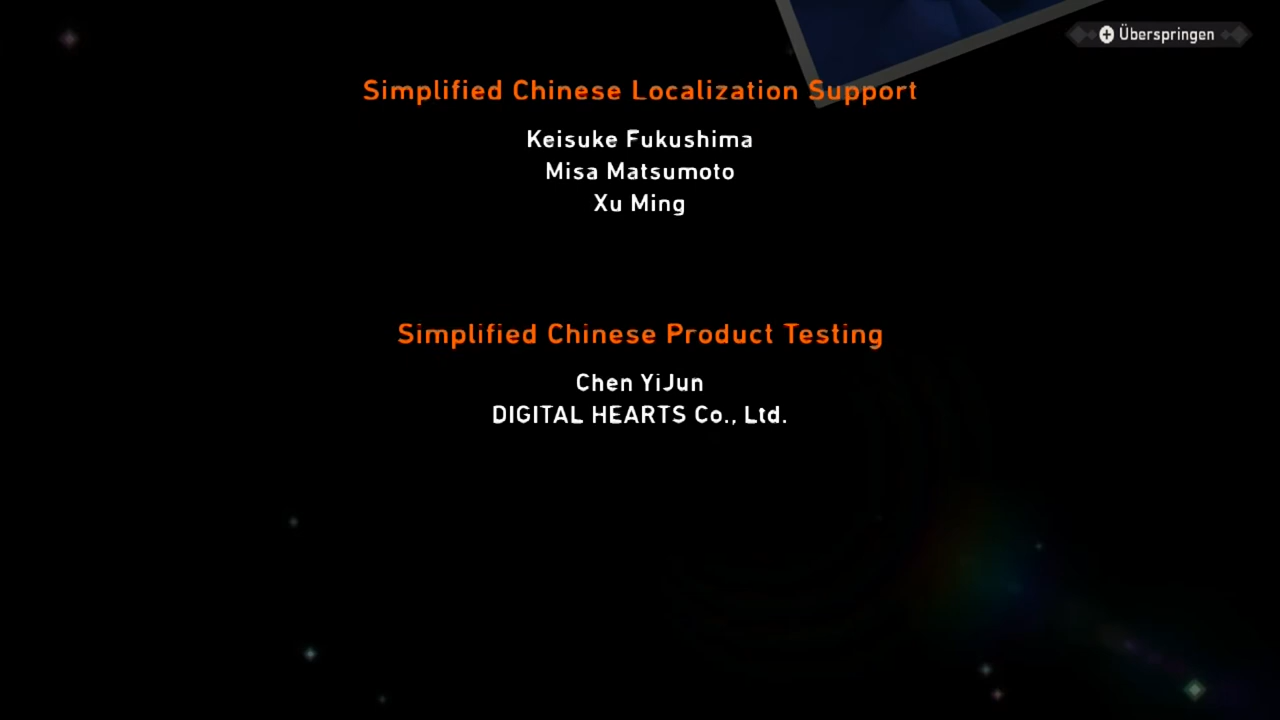 Überspringen
Simplified Chinese Localization Support
Keisuke Fukushima
Misa Matsumoto
Xu Ming
Simplified Chinese Product Testing
Chen YiJun
DIGITAL HEARTS Co., Ltd.